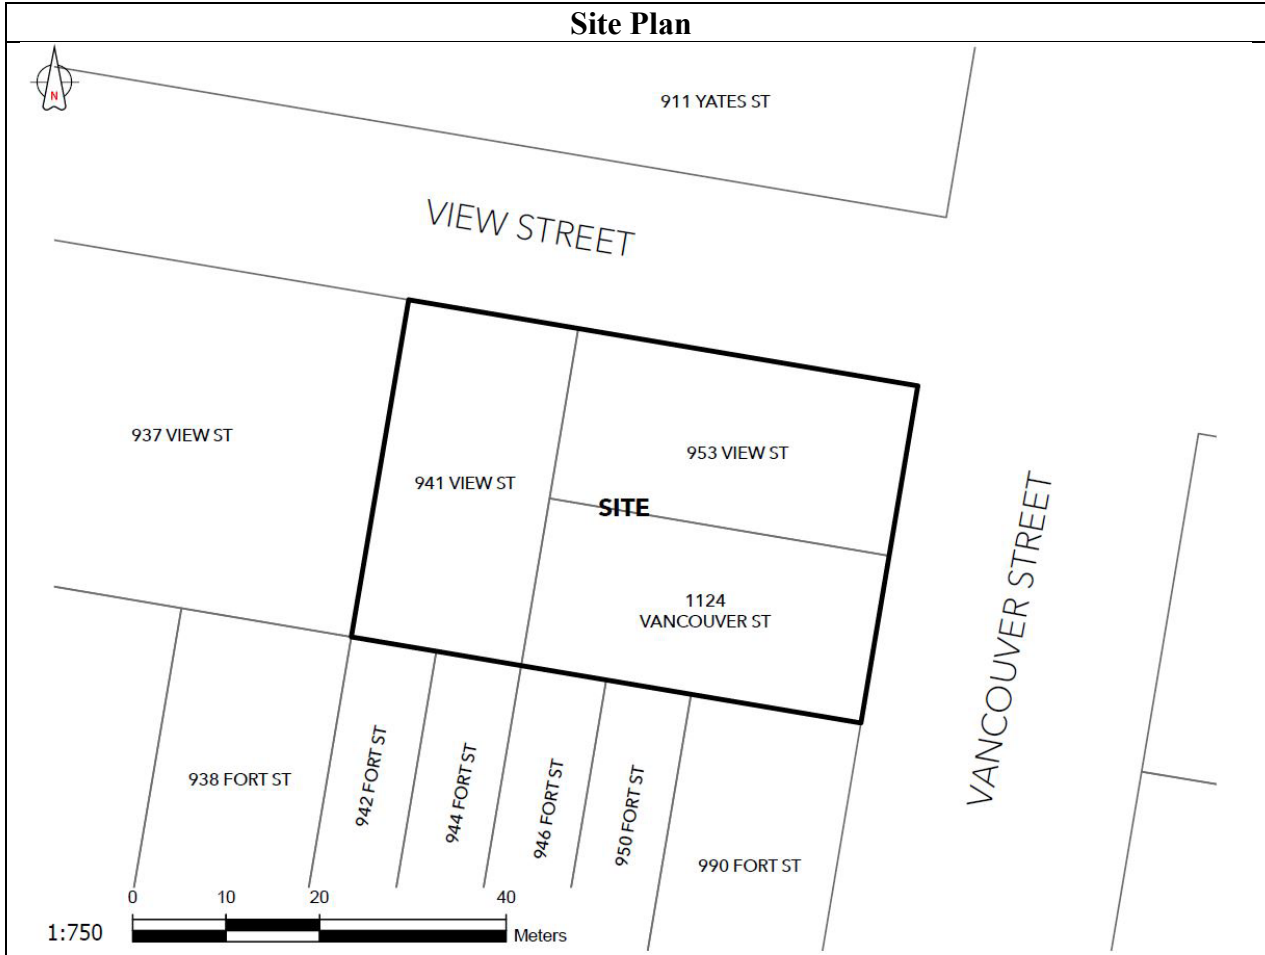 Site Plan
N
911 YATES ST
VIEW STREET
937 VIEW ST
941 VIEW ST
953 VIEW ST
SITE
1124
VANCOUVER ST
VANCOUVER STREET
938 FORT ST
942 FORT ST
944 FORT ST
946 FORT ST
950 FORT ST
990 FORT ST
0 10 20 40
1:750 Meters